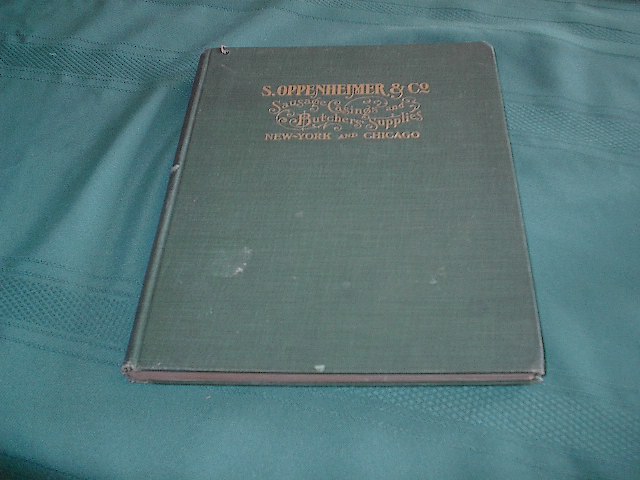 S. OPPENHEIMER & CO
Sausage Casings and
Butchers Supplies
NEW-YORK AND CHICAGO